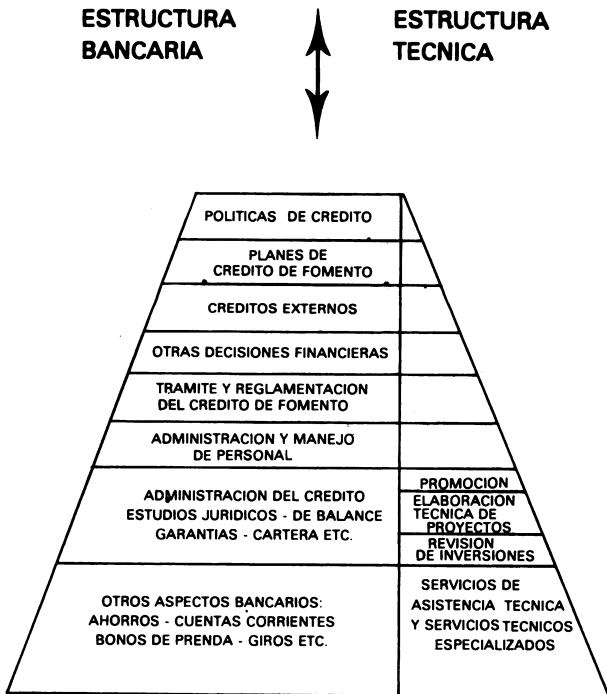 ESTRUCTURA
BANCARIA
ESTRUCTURA
TECNICA
POLITICAS DE CREDITO
PLANES DE
CREDITO DE FOMENTO
CREDITOS EXTERNOS
OTRAS DECISIONES FINANCIERAS
TRAMITE Y REGLAMENTACION
DEL CREDITO DE FOMENTO
ADMINISTRACION Y MANEJO
DE PERSONAL
ADMINISTRACION DEL CREDITO
ESTUDIOS JURIDICOS - DE BALANCE
GARANTIAS - CARTERA ETC.
PROMOCION
ELABORACION
TECNICA DE
PROYECTOS
REVISION
DE INVERSIONES
OTROS ASPECTOS BANCARIOS:
AHORROS - CUENTAS CORRIENTES
BONOS DE PRENDA - GIROS ETC.
SERVICIOS DE
ASISTENCIA TECNICA
Y SERVICIOS TECNICOS
ESPECIALIZADOS